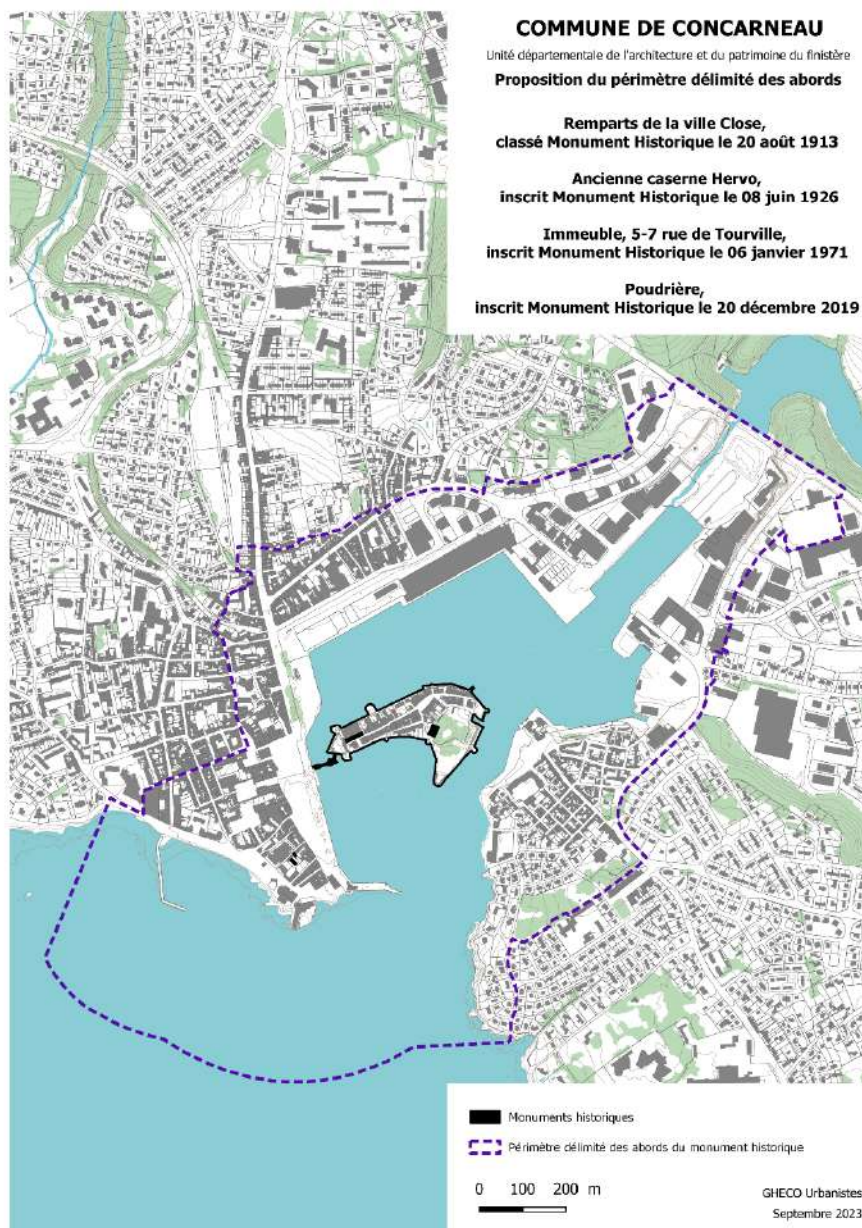 COMMUNE DE CONCARNEAU
Unité départementale de l'architecture et du patrimoine du finistère
Proposition du périmètre délimité des abords
Remparts de la ville Close,
classé Monument Historique le 20 août 1913
Ancienne caserne Hervo,
inscrit Monument Historique le 08 juin 1926
Immeuble, 5-7 rue de Tourville,
inscrit Monument Historique le 06 janvier 1971
Poudrière,
inscrit Monument Historique le 20 décembre 2019
Monuments historiques
Périmètre délimité des abords du monument historique
0 100 200 m
GHECO Urbanistes
Septembre 2023